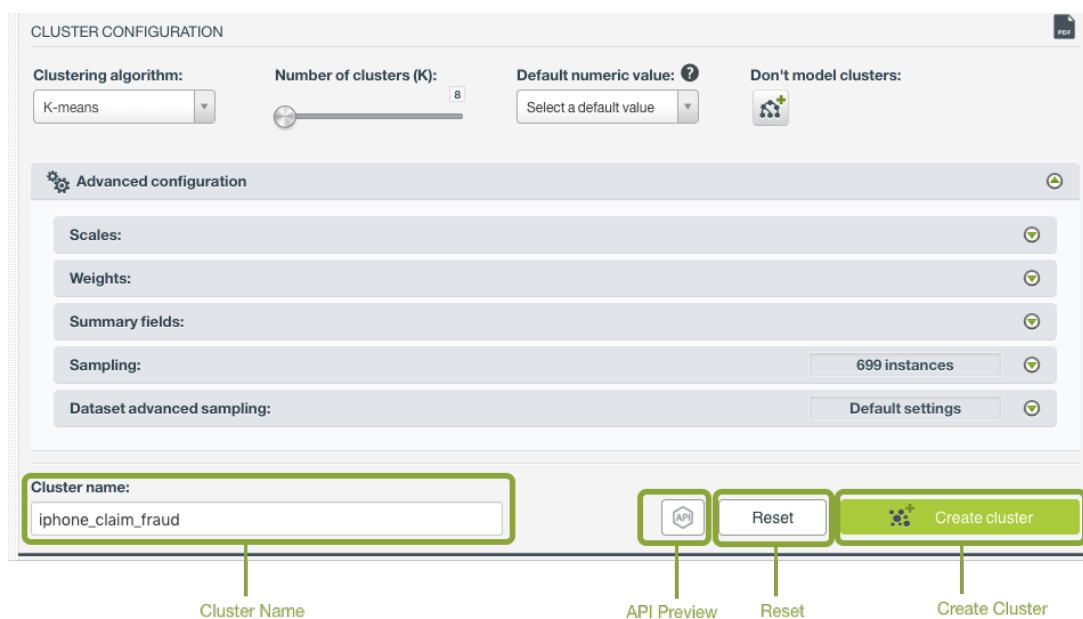 CLUSTER CONFIGURATION
PDF
Clustering algorithm:
Number of clusters (K):
Default numeric value: ?
Don't model clusters:
K-means
8
Select a default value
Advanced configuration
Scales:
Weights:
Summary fields:
Sampling:
699 instances
Dataset advanced sampling:
Default settings
Cluster name:
iphone_claim_fraud
API
Reset
Create cluster
Cluster Name
API Preview
Reset
Create Cluster